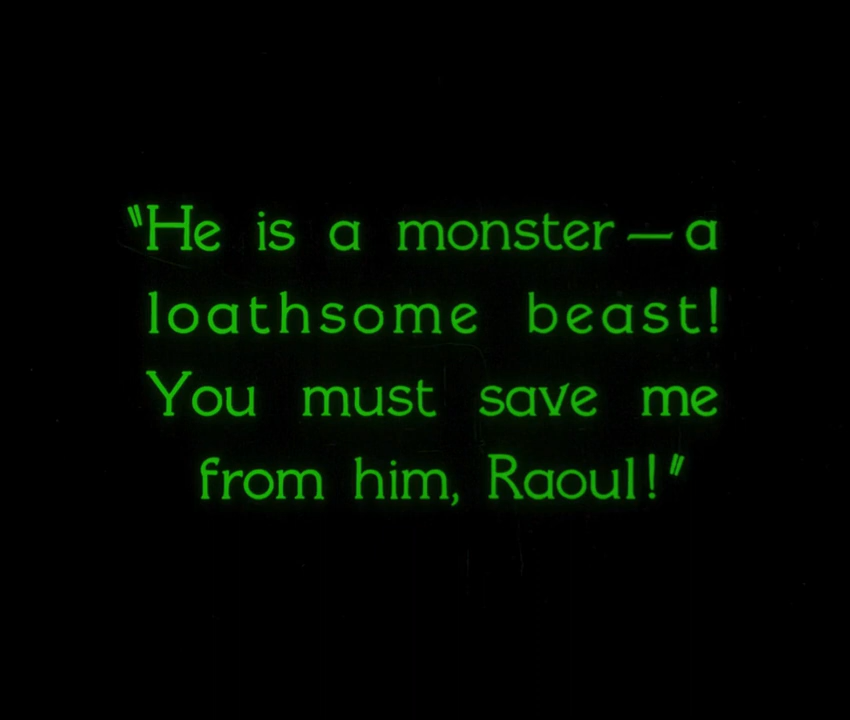 "He is a monster — a
loathsome beast!
You must save me
from him, Raoul!"